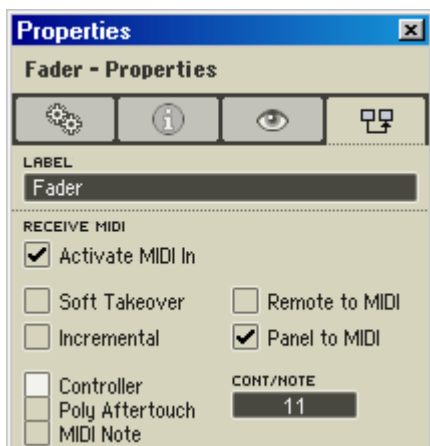 Properties
Fader - Properties
LABEL
Fader
RECEIVE MIDI
Activate MIDI In
Soft Takeover
Remote to MIDI
Incremental
Panel to MIDI
Controller
CONT/NOTE
Poly Aftertouch
11
MIDI Note